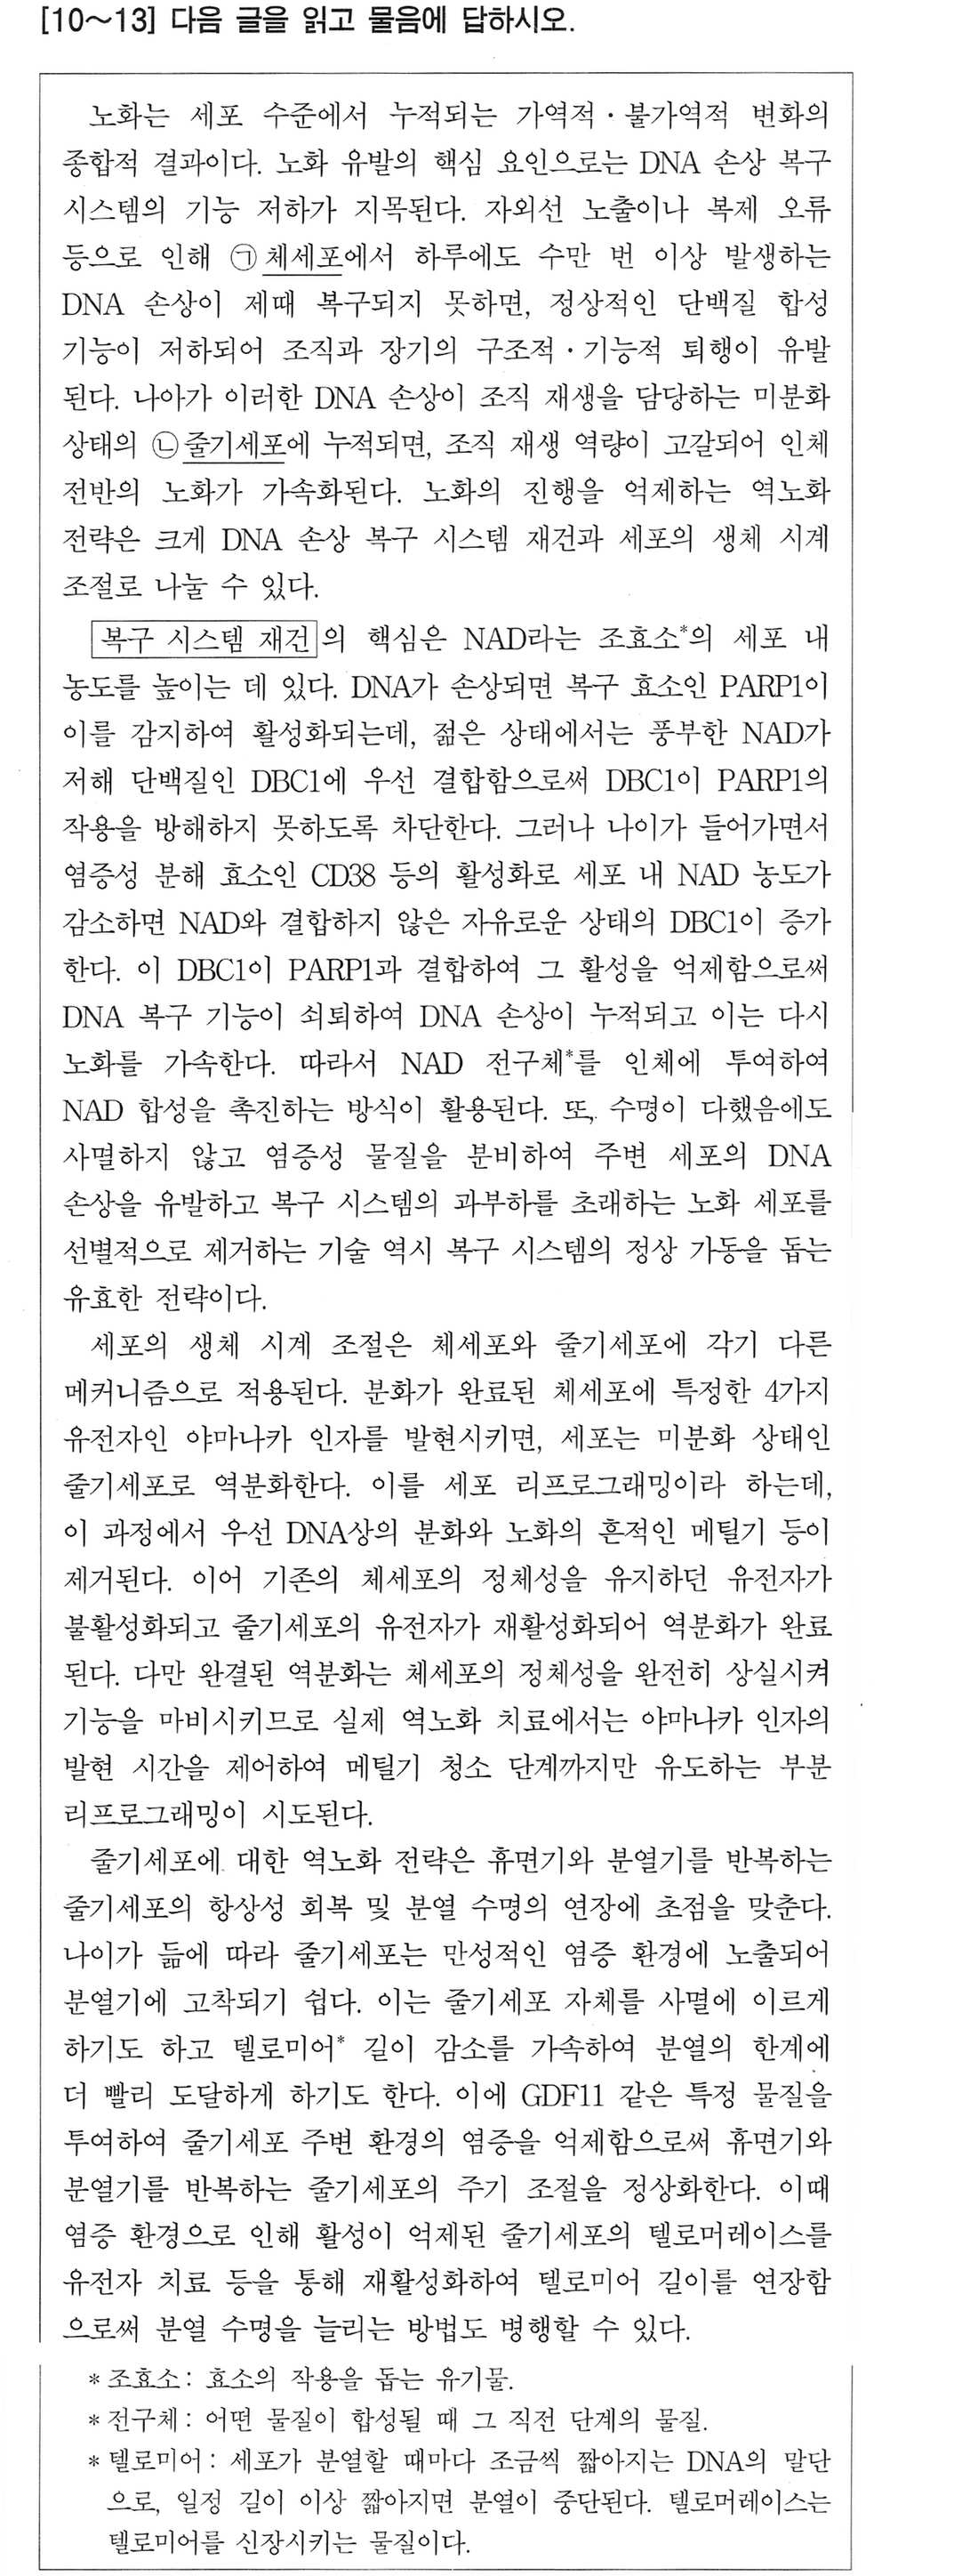 [10～13] 다음 글을 읽고 물음에 답하시오.
노화는 세포 수준에서 누적되는 가역적·불가역적 변화의
종합적 결과이다. 노화 유발의 핵심 요인으로는 DNA 손상 복구
시스템의 기능 저하가 지목된다. 자외선 노출이나 복제 오류
등으로 인해 ㉠체세포에서 하루에도 수만 번 이상 발생하는
DNA 손상이 제때 복구되지 못하면, 정상적인 단백질 합성
기능이 저하되어 조직과 장기의 구조적·기능적 퇴행이 유발
된다. 나아가 이러한 DNA 손상이 조직 재생을 담당하는 미분화
상태의 ㉡줄기세포에 누적되면, 조직 재생 역량이 고갈되어 인체
전반의 노화가 가속화된다. 노화의 진행을 억제하는 역노화
전략은 크게 DNA 손상 복구 시스템 재건과 세포의 생체 시계
조절로 나눌 수 있다.
복구 시스템 재건의 핵심은 NAD라는 조효소*의 세포 내
농도를 높이는 데 있다. DNA가 손상되면 복구 효소인 PARP1이
이를 감지하여 활성화되는데, 젊은 상태에서는 풍부한 NAD가
저해 단백질인 DBC1에 우선 결합함으로써 DBC1이 PARP1의
작용을 방해하지 못하도록 차단한다. 그러나 나이가 들어가면서
염증성 분해 효소인 CD38 등의 활성화로 세포 내 NAD 농도가
감소하면 NAD와 결합하지 않은 자유로운 상태의 DBC1이 증가
한다. 이 DBC1이 PARP1과 결합하여 그 활성을 억제함으로써
DNA 복구 기능이 쇠퇴하여 DNA 손상이 누적되고 이는 다시
노화를 가속한다. 따라서 NAD 전구체*를 인체에 투여하여
NAD 합성을 촉진하는 방식이 활용된다. 또, 수명이 다했음에도
사멸하지 않고 염증성 물질을 분비하여 주변 세포의 DNA
손상을 유발하고 복구 시스템의 과부하를 초래하는 노화 세포를
선별적으로 제거하는 기술 역시 복구 시스템의 정상 가동을 돕는
유효한 전략이다.
세포의 생체 시계 조절은 체세포와 줄기세포에 각기 다른
메커니즘으로 적용된다. 분화가 완료된 체세포에 특정한 4가지
유전자인 야마나카 인자를 발현시키면, 세포는 미분화 상태인
줄기세포로 역분화한다. 이를 세포 리프로그래밍이라 하는데,
이 과정에서 우선 DNA상의 분화와 노화의 흔적인 메틸기 등이
제거된다. 이어 기존의 체세포의 정체성을 유지하던 유전자가
불활성화되고 줄기세포의 유전자가 재활성화되어 역분화가 완료
된다. 다만 완결된 역분화는 체세포의 정체성을 완전히 상실시켜
기능을 마비시키므로 실제 역노화 치료에서는 야마나카 인자의
발현 시간을 제어하여 메틸기 청소 단계까지만 유도하는 부분
리프로그래밍이 시도된다.
줄기세포에 대한 역노화 전략은 휴면기와 분열기를 반복하는
줄기세포의 항상성 회복 및 분열 수명의 연장에 초점을 맞춘다.
나이가 듦에 따라 줄기세포는 만성적인 염증 환경에 노출되어
분열기에 고착되기 쉽다. 이는 줄기세포 자체를 사멸에 이르게
하기도 하고 텔로미어* 길이 감소를 가속하여 분열의 한계에
더 빨리 도달하게 하기도 한다. 이에 GDF11 같은 특정 물질을
투여하여 줄기세포 주변 환경의 염증을 억제함으로써 휴면기와
분열기를 반복하는 줄기세포의 주기 조절을 정상화한다. 이때
염증 환경으로 인해 활성이 억제된 줄기세포의 텔로머레이스를
유전자 치료 등을 통해 재활성화하여 텔로미어 길이를 연장함
으로써 분열 수명을 늘리는 방법도 병행할 수 있다.
*조효소: 효소의 작용을 돕는 유기물.
*전구체: 어떤 물질이 합성될 때 그 직전 단계의 물질.
*텔로미어: 세포가 분열할 때마다 조금씩 짧아지는 DNA의 말단
으로, 일정 길이 이상 짧아지면 분열이 중단된다. 텔로머레이스는
텔로미어를 신장시키는 물질이다.